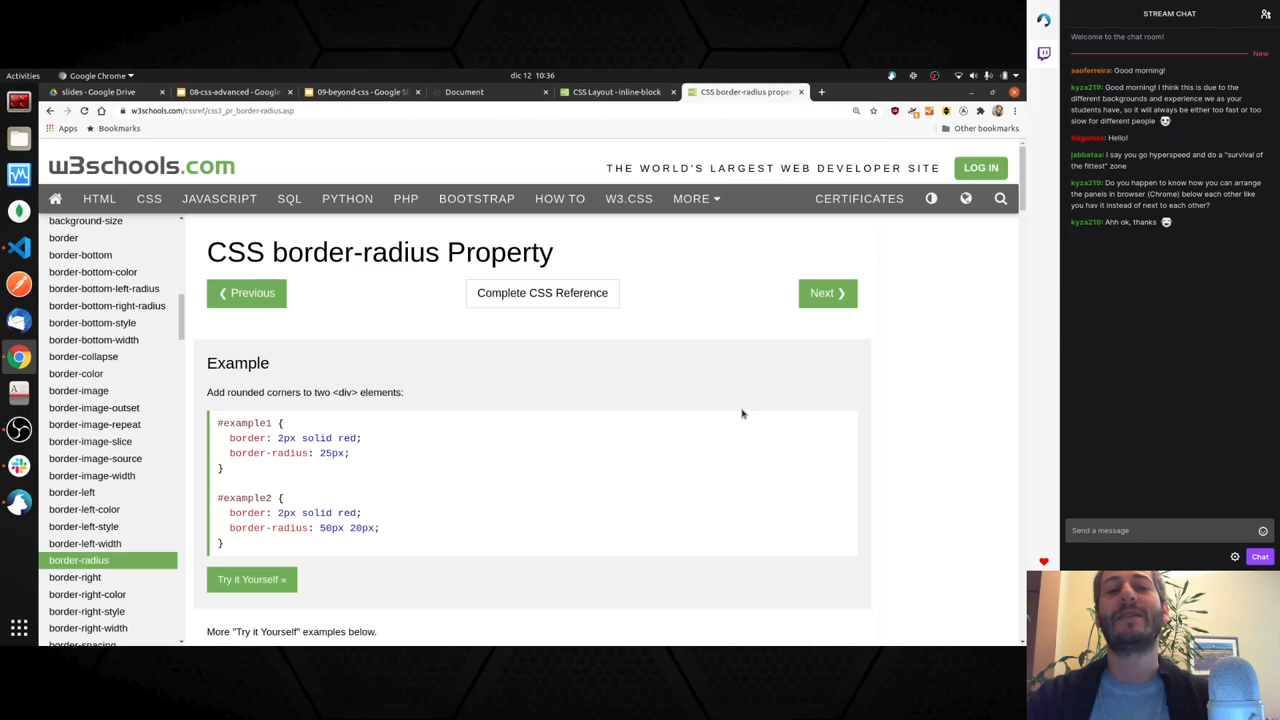 STREAM CHAT
Welcome to the chat room!
New
saoferreira: Good morning!
kyza219: Good morning! I think this is due to the
different backgrounds and experience we as your
students have, so it will always be either too fast or too
slow for different people
Hello!
jabbataa: I say you go hyperspeed and do a "survival of
the fittest" zone
kyza219: Do you happen to know how you can arrange
the panels in browser (Chrome) below each other like
you hav it instead of next to each other?
kyza219: Ahh ok, thanks
Send a message
Chat
Activities
Google Chrome
dic 12 10:36
slides - Google Drive
08-css-advanced - Google
09-beyond-css - Google S
Document
CSS Layout - inline-block
CSS border-radius proper
w3schools.com/cssref/css3_pr_border-radius.asp
Apps
Bookmarks
Other bookmarks
w3schools.com
THE WORLD'S LARGEST WEB DEVELOPER SITE
LOG IN
HTML
CSS
JAVASCRIPT
SQL
PYTHON
PHP
BOOTSTRAP
HOW TO
W3.CSS
MORE
CERTIFICATES
background-size
border
border-bottom
border-bottom-color
border-bottom-left-radius
border-bottom-right-radius
border-bottom-style
border-bottom-width
border-collapse
border-color
border-image
border-image-outset
border-image-repeat
border-image-slice
border-image-source
border-image-width
border-left
border-left-color
border-left-style
border-left-width
border-radius
border-right
border-right-color
border-right-style
border-right-width
border-spacing
CSS border-radius Property
❮ Previous
Complete CSS Reference
Next ❯
Example
Add rounded corners to two <div> elements:
#example1 {
border: 2px solid red;
border-radius: 25px;
}
#example2 {
border: 2px solid red;
border-radius: 50px 20px;
}
Try it Yourself »
More "Try it Yourself" examples below.